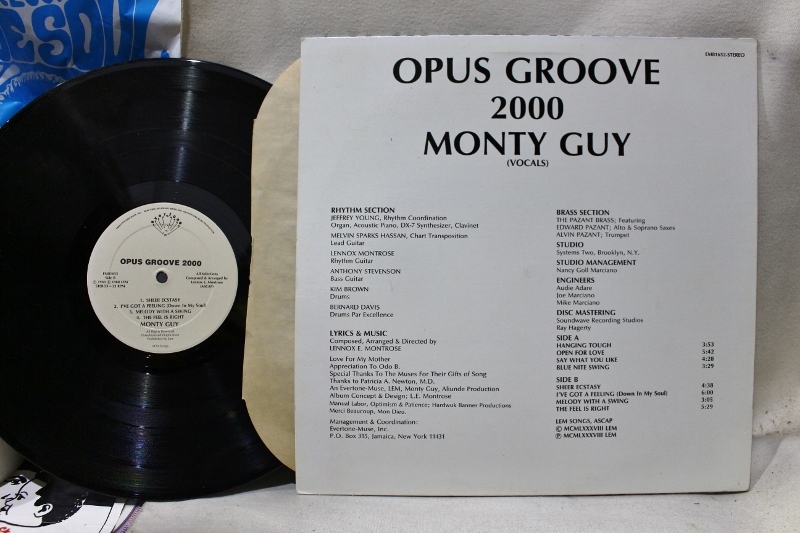 SOUL
EMB1653-STEREO
OPUS GROOVE
2000
MONTY GUY
(VOCALS)
RHYTHM SECTION
JEFFREY YOUNG, Rhythm Coordination
Organ, Acoustic Piano, DX-7 Synthesizer, Clavinet
MELVIN SPARKS HASSAN, Chart Transposition
Lead Guitar
LENNOX MONTROSE
Rhythm Guitar
ANTHONY STEVENSON
Bass Guitar
KIM BROWN
Drums
BERNARD DAVIS
Drums Par Excellence
LYRICS & MUSIC
Composed, Arranged & Directed by
LENNOX E. MONTROSE
Love For My Mother
Appreciation To Odo B.
Special Thanks To The Muses For Their Gifts of Song
Thanks to Patricia A. Newton, M.D.
An Evertone-Muse, LEM, Monty Guy, Aliunde Production
Album Concept & Design; L.E. Montrose
Manual Labor, Optimism & Patience; Hardwuk Banner Productions
Merci Beaucoup, Mon Dieu.
Management & Coordination:
Evertone-Muse, Inc.
P.O. Box 315, Jamaica, New York 11431
BRASS SECTION
THE PAZANT BRASS; Featuring
EDWARD PAZANT; Alto & Soprano Saxes
ALVIN PAZANT; Trumpet
STUDIO
Systems Two, Brooklyn, N.Y.
STUDIO MANAGEMENT
Nancy Goll Marciano
ENGINEERS
Audie Adare
Joe Marciano
Mike Marciano
DISC MASTERING
Soundwave Recording Studios
Ray Hagerty
SIDE A
HANGING TOUGH 3:53
OPEN FOR LOVE 5:42
SAY WHAT YOU LIKE 4:28
BLUE NITE SWING 3:29
SIDE B
SHEER ECSTASY 4:38
I'VE GOT A FEELING (Down In My Soul) 6:00
MELODY WITH A SWING 3:05
THE FEEL IS RIGHT 5:29
LEM SONGS, ASCAP
© MCMLXXXVIII LEM
℗ MCMLXXXVIII LEM
OPUS GROOVE 2000
Side B
1. SHEER ECSTASY
2. I'VE GOT A FEELING (Down In My Soul)
3. MELODY WITH A SWING
4. THE FEEL IS RIGHT
MONTY GUY